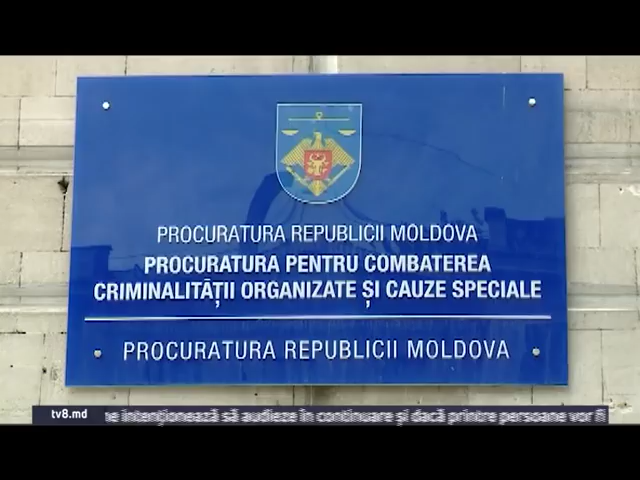 PROCURATURA REPUBLICII MOLDOVA
PROCURATURA PENTRU COMBATEREA
CRIMINALITĂȚII ORGANIZATE ȘI CAUZE SPECIALE
PROCURATURA REPUBLICII MOLDOVA
tv8.md
ne intenționează să audieze în continuare și dacă printre persoane vor fi